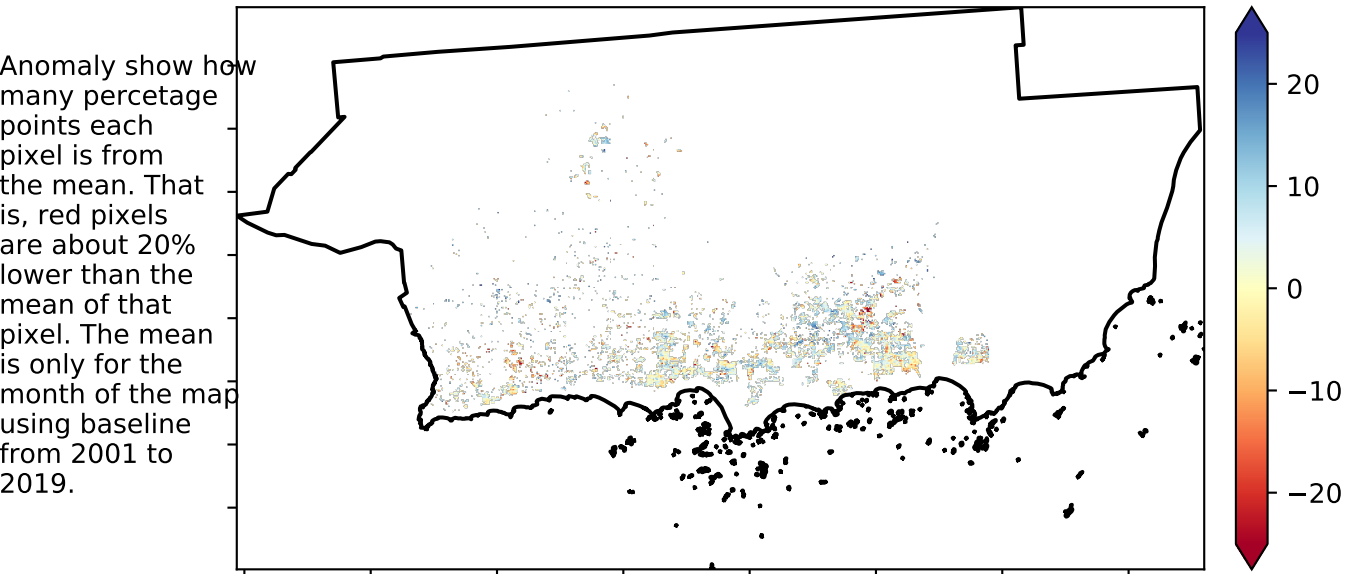 Anomaly show how
many percetage
points each
pixel is from
the mean. That
is, red pixels
are about 20%
lower than the
mean of that
pixel. The mean
is only for the
month of the map
using baseline
from 2001 to
2019.
20
10
0
−10
−20